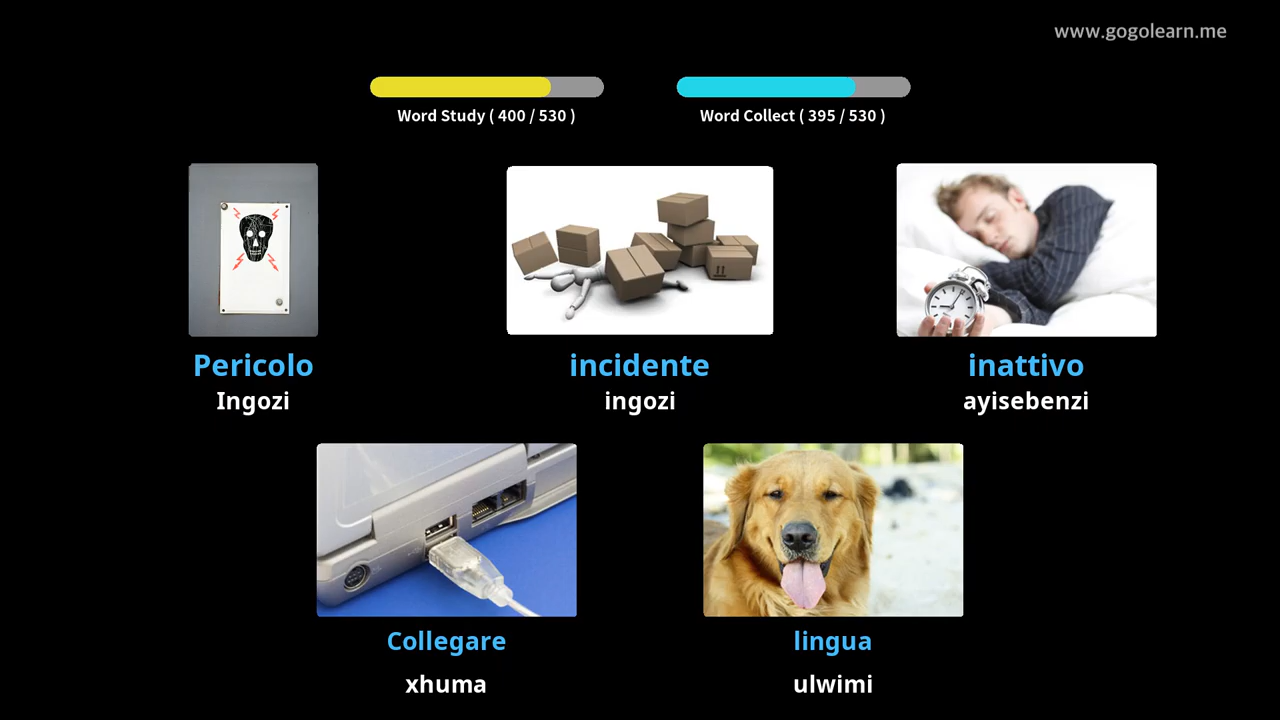 www.gogolearn.me
Word Study ( 400 / 530 )
Word Collect ( 395 / 530 )
Pericolo
Ingozi
incidente
ingozi
inattivo
ayisebenzi
Collegare
xhuma
lingua
ulwimi